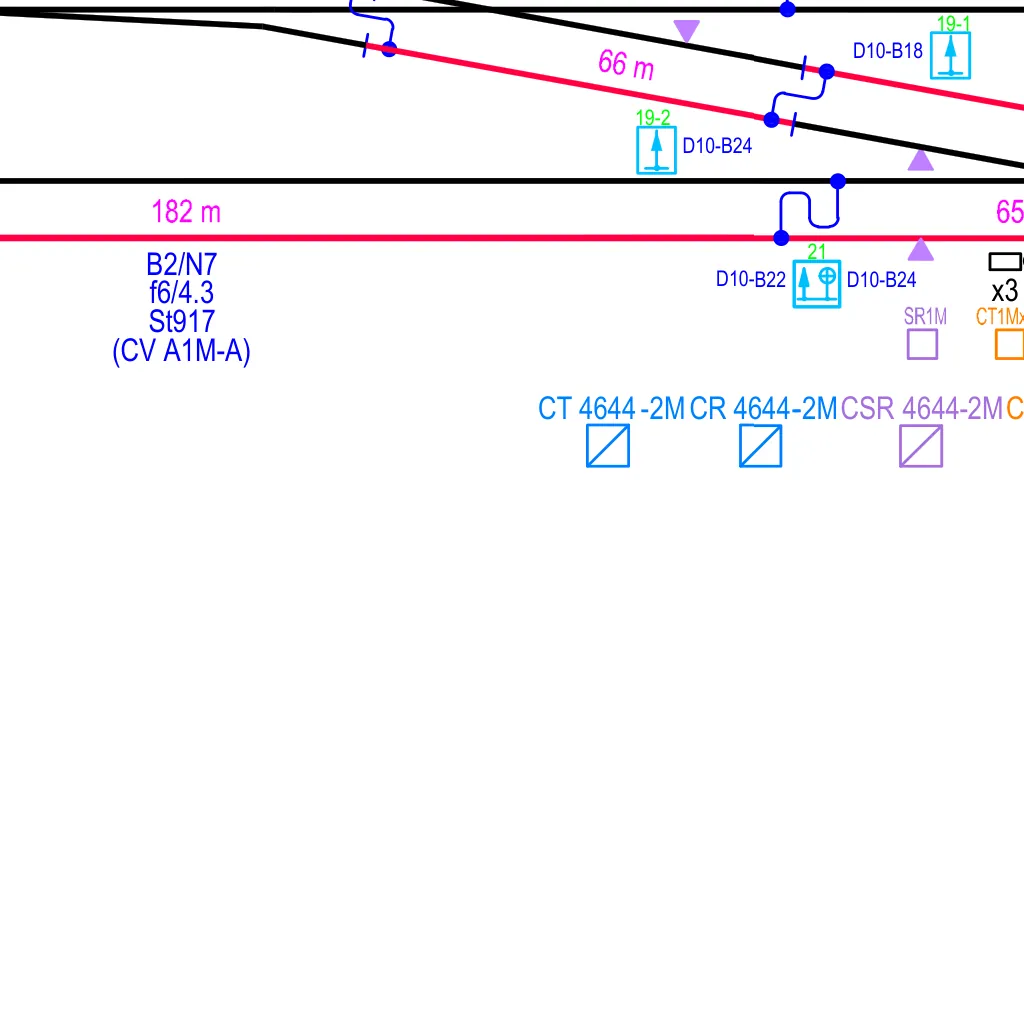 19-1
D10-B18
66 m
19-2
D10-B24
182 m
65
B2/N7
f6/4.3
St917
(CV A1M-A)
21
D10-B22
D10-B24
x3
SR1M
CT1Mx
CT 4644 -2M
CR 4644-2M
CSR 4644-2M
C